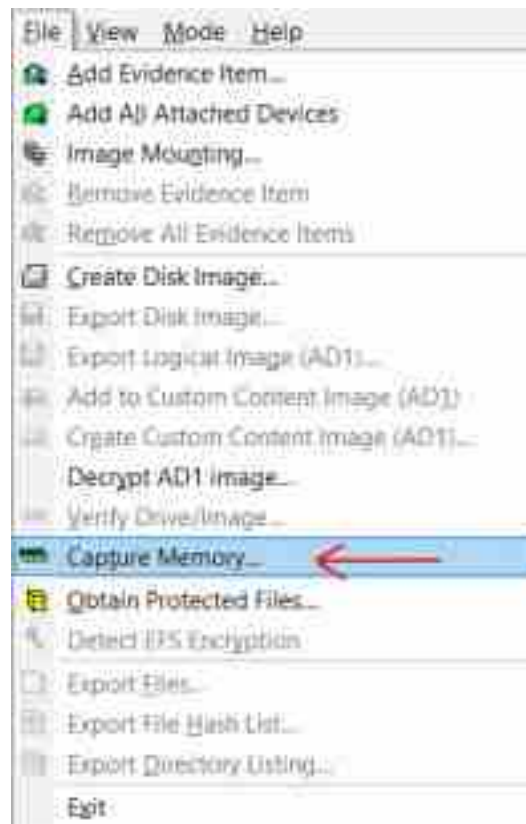 File View Mode Help
Add Evidence Item...
Add All Attached Devices
Image Mounting...
Remove Evidence Item
Remove All Evidence Items
Create Disk Image...
Export Disk Image...
Export Logical Image (AD1)...
Add to Custom Content Image (AD1)
Create Custom Content Image (AD1)...
Decrypt AD1 image...
Verify Drive/Image...
Capture Memory...
Obtain Protected Files...
Detect EFS Encryption
Export Files...
Export File Hash List...
Export Directory Listing...
Exit